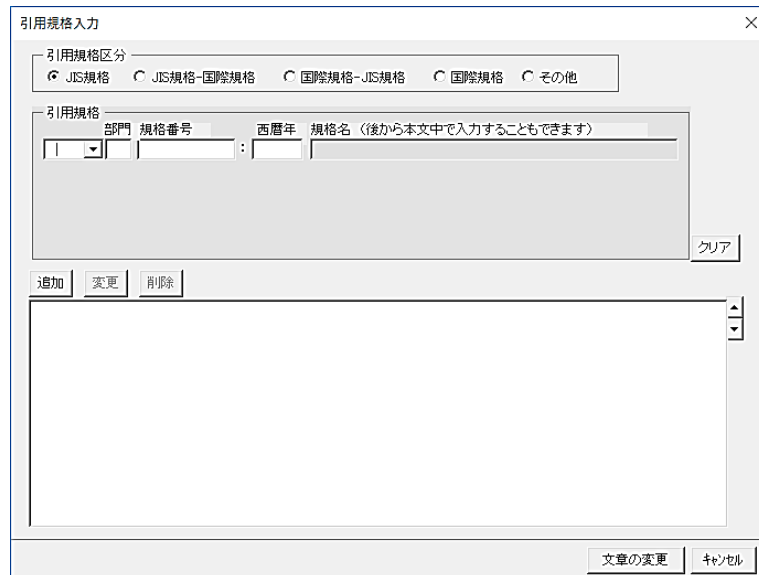 引用規格入力
引用規格区分
JIS規格 JIS規格-国際規格 国際規格-JIS規格 国際規格 その他
引用規格
部門 規格番号 西暦年 規格名（後から本文中で入力することもできます）
:
クリア
追加 変更 削除
文章の変更 ｷｬﾝｾﾙ